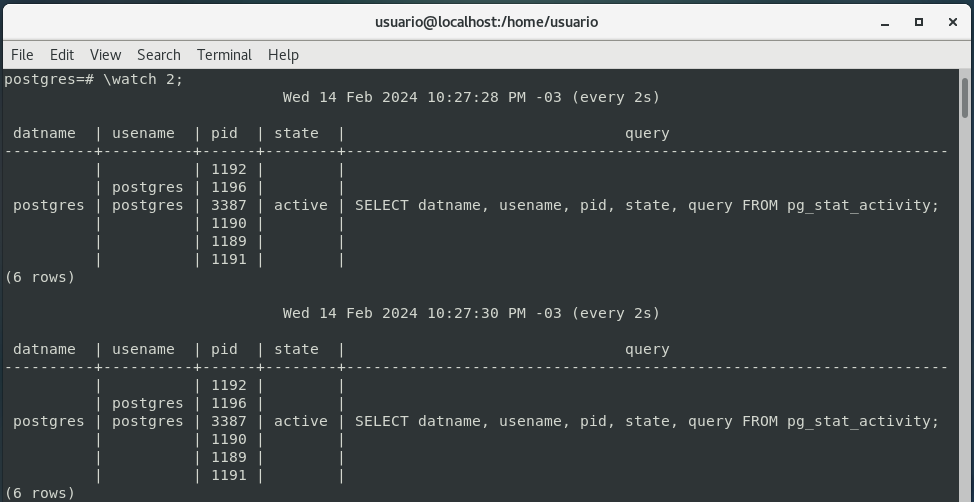 usuario@localhost:/home/usuario
File Edit View Search Terminal Help
postgres=# \watch 2;
                               Wed 14 Feb 2024 10:27:28 PM -03 (every 2s)

 datname  | usename  | pid  | state  |                               query
----------+----------+------+--------+-------------------------------------------------------------------
          |          | 1192 |        |
          | postgres | 1196 |        |
 postgres | postgres | 3387 | active | SELECT datname, usename, pid, state, query FROM pg_stat_activity;
          |          | 1190 |        |
          |          | 1189 |        |
          |          | 1191 |        |
(6 rows)

                               Wed 14 Feb 2024 10:27:30 PM -03 (every 2s)

 datname  | usename  | pid  | state  |                               query
----------+----------+------+--------+-------------------------------------------------------------------
          |          | 1192 |        |
          | postgres | 1196 |        |
 postgres | postgres | 3387 | active | SELECT datname, usename, pid, state, query FROM pg_stat_activity;
          |          | 1190 |        |
          |          | 1189 |        |
          |          | 1191 |        |
(6 rows)